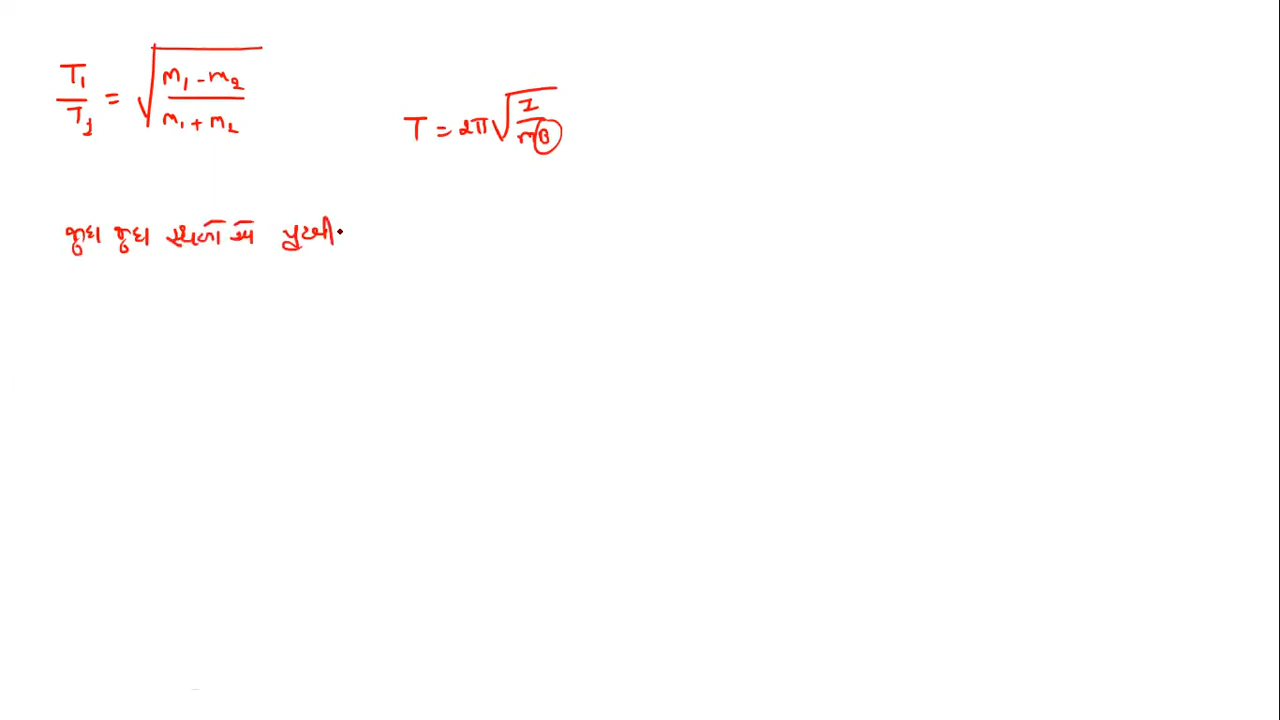 T₁/T₂ = √((m₁ - m₂)/(m₁ + m₂))
T = 2π √(I/(mB))
જુદા જુદા સ્થળોએ પૃથ્વી